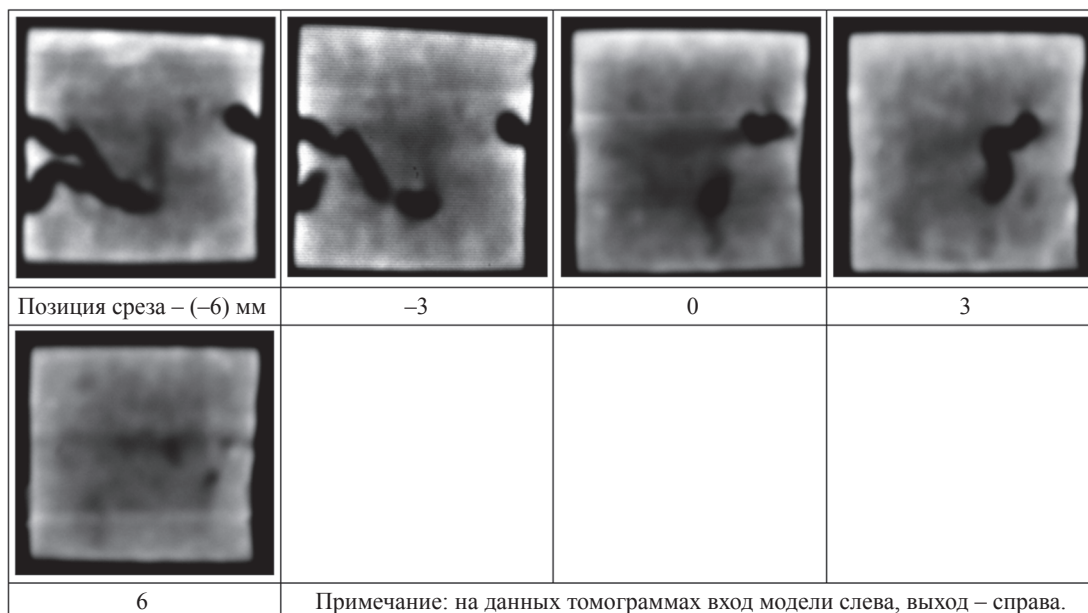 Позиция среза – (–6) мм
–3
0
3
6
Примечание: на данных томограммах вход модели слева, выход – справа.